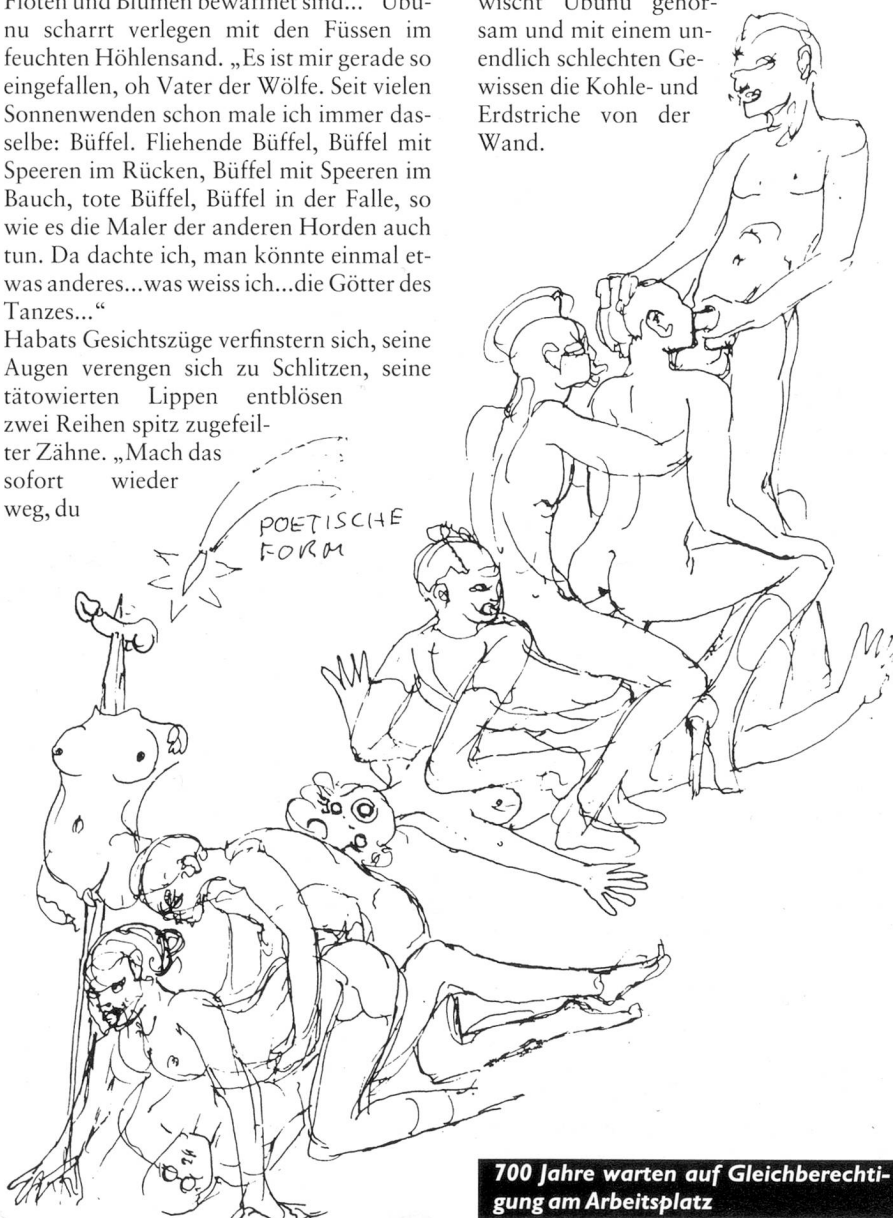 Flöten und Blumen bewaffnet sind..." Ubu-
nu scharrt verlegen mit den Füssen im
feuchten Höhlensand. „Es ist mir gerade so
eingefallen, oh Vater der Wölfe. Seit vielen
Sonnenwenden schon male ich immer das-
selbe: Büffel. Fliehende Büffel, Büffel mit
Speeren im Rücken, Büffel mit Speeren im
Bauch, tote Büffel, Büffel in der Falle, so
wie es die Maler der anderen Horden auch
tun. Da dachte ich, man könnte einmal et-
was anderes...was weiss ich...die Götter des
Tanzes...“
Habats Gesichtszüge verfinstern sich, seine
Augen verengen sich zu Schlitzen, seine
tätowierten Lippen entblösen
zwei Reihen spitz zugefeil-
ter Zähne. „Mach das
sofort wieder
weg, du
wischt Ubunu gehor-
sam und mit einem un-
endlich schlechten Ge-
wissen die Kohle- und
Erdstriche von der
Wand.
POETISCHE
FORM
700 Jahre warten auf Gleichberechti-
gung am Arbeitsplatz